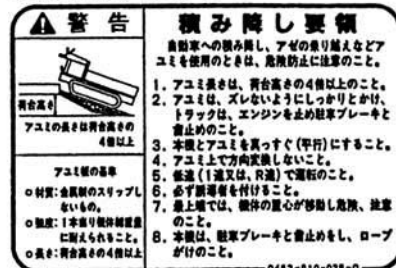 ⚠ 警告
荷台高さ
アユミの長さは荷台高さの
4倍以上
アユミ板の基準
○材質：金属制のスリップし
ないもの。
○強度：1本当り機体総重量
に耐えられること。
○長さ：荷台高さの4倍以上
積み降し要領
自動車への積み降し、アゼの乗り越えなどア
ユミを使用のときは、危険防止に注意のこと。
1．アユミ長さは、荷台高さの4倍以上のこと。
2．アユミは、ズレないようにしっかりとかけ、
トラックは、エンジンを止め駐車ブレーキと
歯止めのこと。
3．本機とアユミを真っすぐ（平行）にすること。
4．アユミ上で方向変換しないこと。
5．低速（1速又は、R速）で運転のこと。
6．必ず誘導者を付けること。
7．最上端では、機体の重心が移動し危険、注意
のこと。
8．本機は、駐車ブレーキと歯止めをし、ロープ
がけのこと。